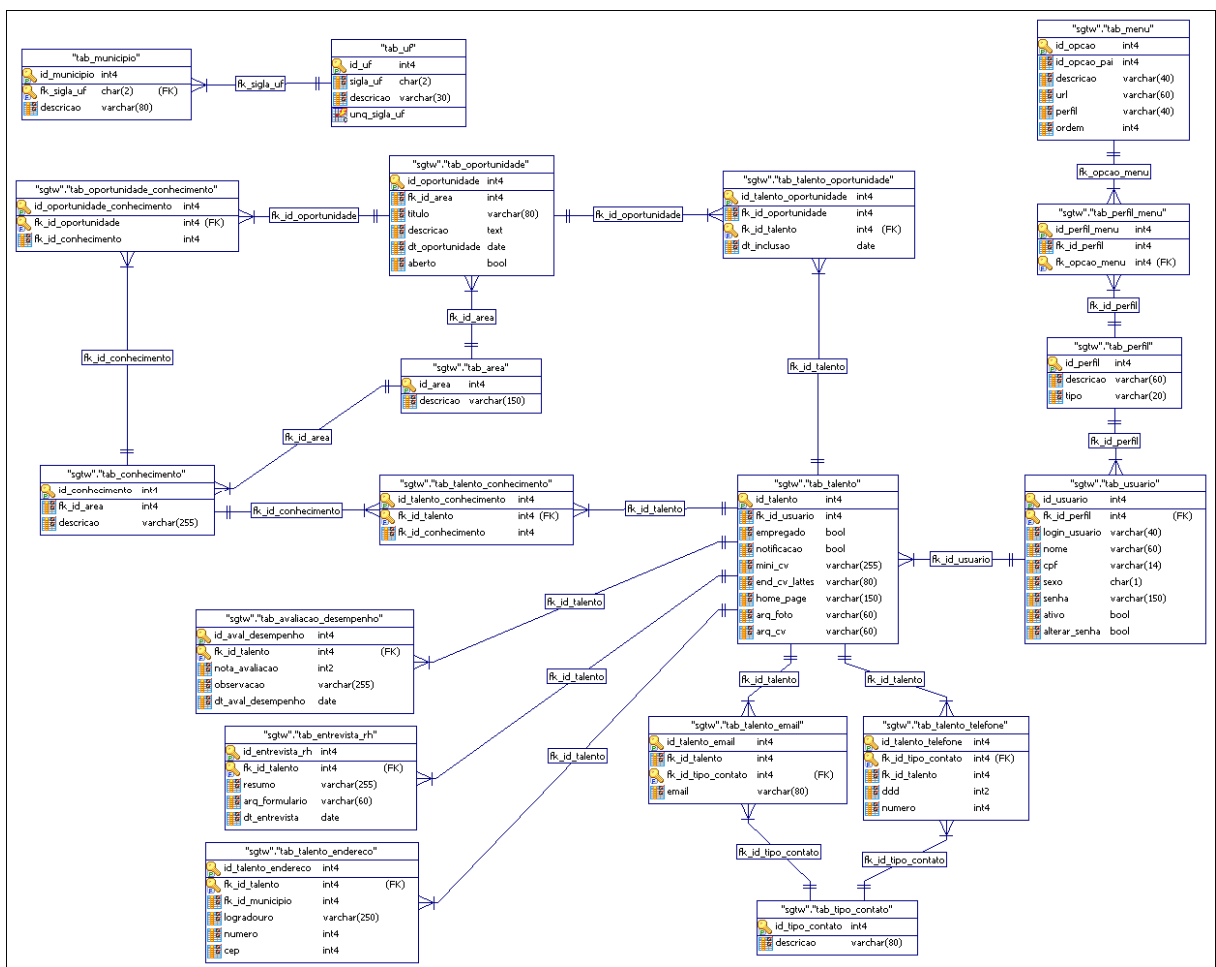 "tab_municipio"
id_municipio int4
fk_sigla_uf char(2) (FK)
descricao varchar(80)
fk_sigla_uf
"tab_uf"
id_uf int4
sigla_uf char(2)
descricao varchar(30)
unq_sigla_uf
"sgtw"."tab_menu"
id_opcao int4
id_opcao_pai int4
descricao varchar(40)
url varchar(60)
perfil varchar(40)
ordem int4
fk_opcao_menu
"sgtw"."tab_oportunidade_conhecimento"
id_oportunidade_conhecimento int4
fk_id_oportunidade int4 (FK)
fk_id_conhecimento int4
fk_id_oportunidade
"sgtw"."tab_oportunidade"
id_oportunidade int4
fk_id_area int4
titulo varchar(80)
descricao text
dt_oportunidade date
aberto bool
fk_id_oportunidade
"sgtw"."tab_talento_oportunidade"
id_talento_oportunidade int4
fk_id_oportunidade int4
fk_id_talento int4 (FK)
dt_inclusao date
"sgtw"."tab_perfil_menu"
id_perfil_menu int4
fk_id_perfil int4
fk_opcao_menu int4 (FK)
fk_id_perfil
fk_id_area
fk_id_conhecimento
"sgtw"."tab_area"
id_area int4
descricao varchar(150)
fk_id_talento
"sgtw"."tab_perfil"
id_perfil int4
descricao varchar(60)
tipo varchar(20)
fk_id_perfil
fk_id_area
"sgtw"."tab_conhecimento"
id_conhecimento int4
fk_id_area int4
descricao varchar(255)
fk_id_conhecimento
"sgtw"."tab_talento_conhecimento"
id_talento_conhecimento int4
fk_id_talento int4 (FK)
fk_id_conhecimento int4
fk_id_talento
"sgtw"."tab_talento"
id_talento int4
fk_id_usuario int4
empregado bool
notificacao bool
mini_cv varchar(255)
end_cv_lattes varchar(80)
home_page varchar(150)
arq_foto varchar(60)
arq_cv varchar(60)
fk_id_usuario
"sgtw"."tab_usuario"
id_usuario int4
fk_id_perfil int4 (FK)
login_usuario varchar(40)
nome varchar(60)
cpf varchar(14)
sexo char(1)
senha varchar(150)
ativo bool
alterar_senha bool
fk_id_talento
"sgtw"."tab_avaliacao_desempenho"
id_aval_desempenho int4
fk_id_talento int4 (FK)
nota_avaliacao int2
observacao varchar(255)
dt_aval_desempenho date
fk_id_talento
fk_id_talento
fk_id_talento
"sgtw"."tab_entrevista_rh"
id_entrevista_rh int4
fk_id_talento int4 (FK)
resumo varchar(255)
arq_formulario varchar(60)
dt_entrevista date
fk_id_talento
"sgtw"."tab_talento_email"
id_talento_email int4
fk_id_talento int4
fk_id_tipo_contato int4 (FK)
email varchar(80)
"sgtw"."tab_talento_telefone"
id_talento_telefone int4
fk_id_tipo_contato int4 (FK)
fk_id_talento int4
ddd int2
numero int4
"sgtw"."tab_talento_endereco"
id_talento_endereco int4
fk_id_talento int4 (FK)
fk_id_municipio int4
logradouro varchar(250)
numero int4
cep int4
fk_id_tipo_contato
fk_id_tipo_contato
"sgtw"."tab_tipo_contato"
id_tipo_contato int4
descricao varchar(80)